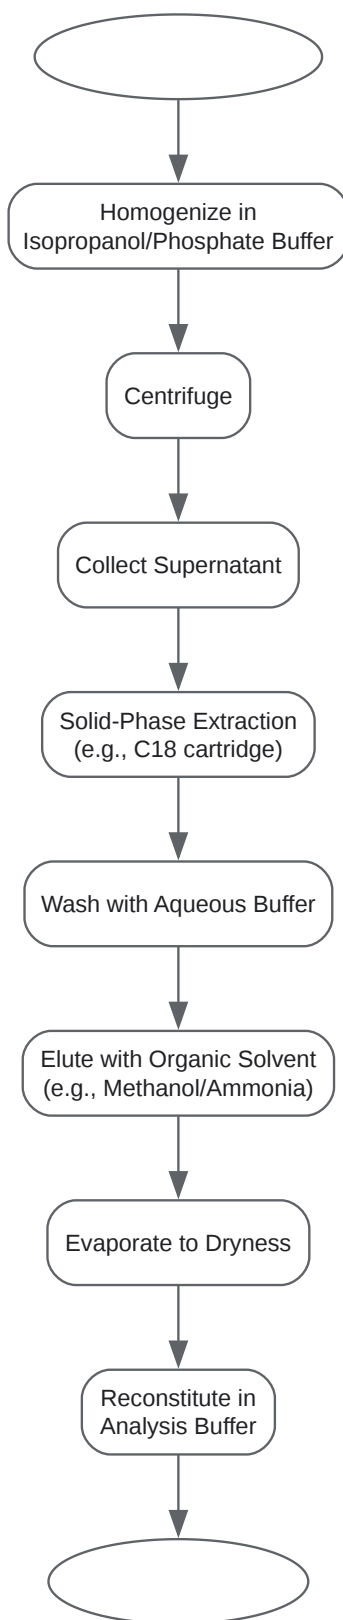 Homogenize in
Isopropanol/Phosphate Buffer
Centrifuge
Collect Supernatant
Solid-Phase Extraction
(e.g., C18 cartridge)
Wash with Aqueous Buffer
Elute with Organic Solvent
(e.g., Methanol/Ammonia)
Evaporate to Dryness
Reconstitute in
Analysis Buffer